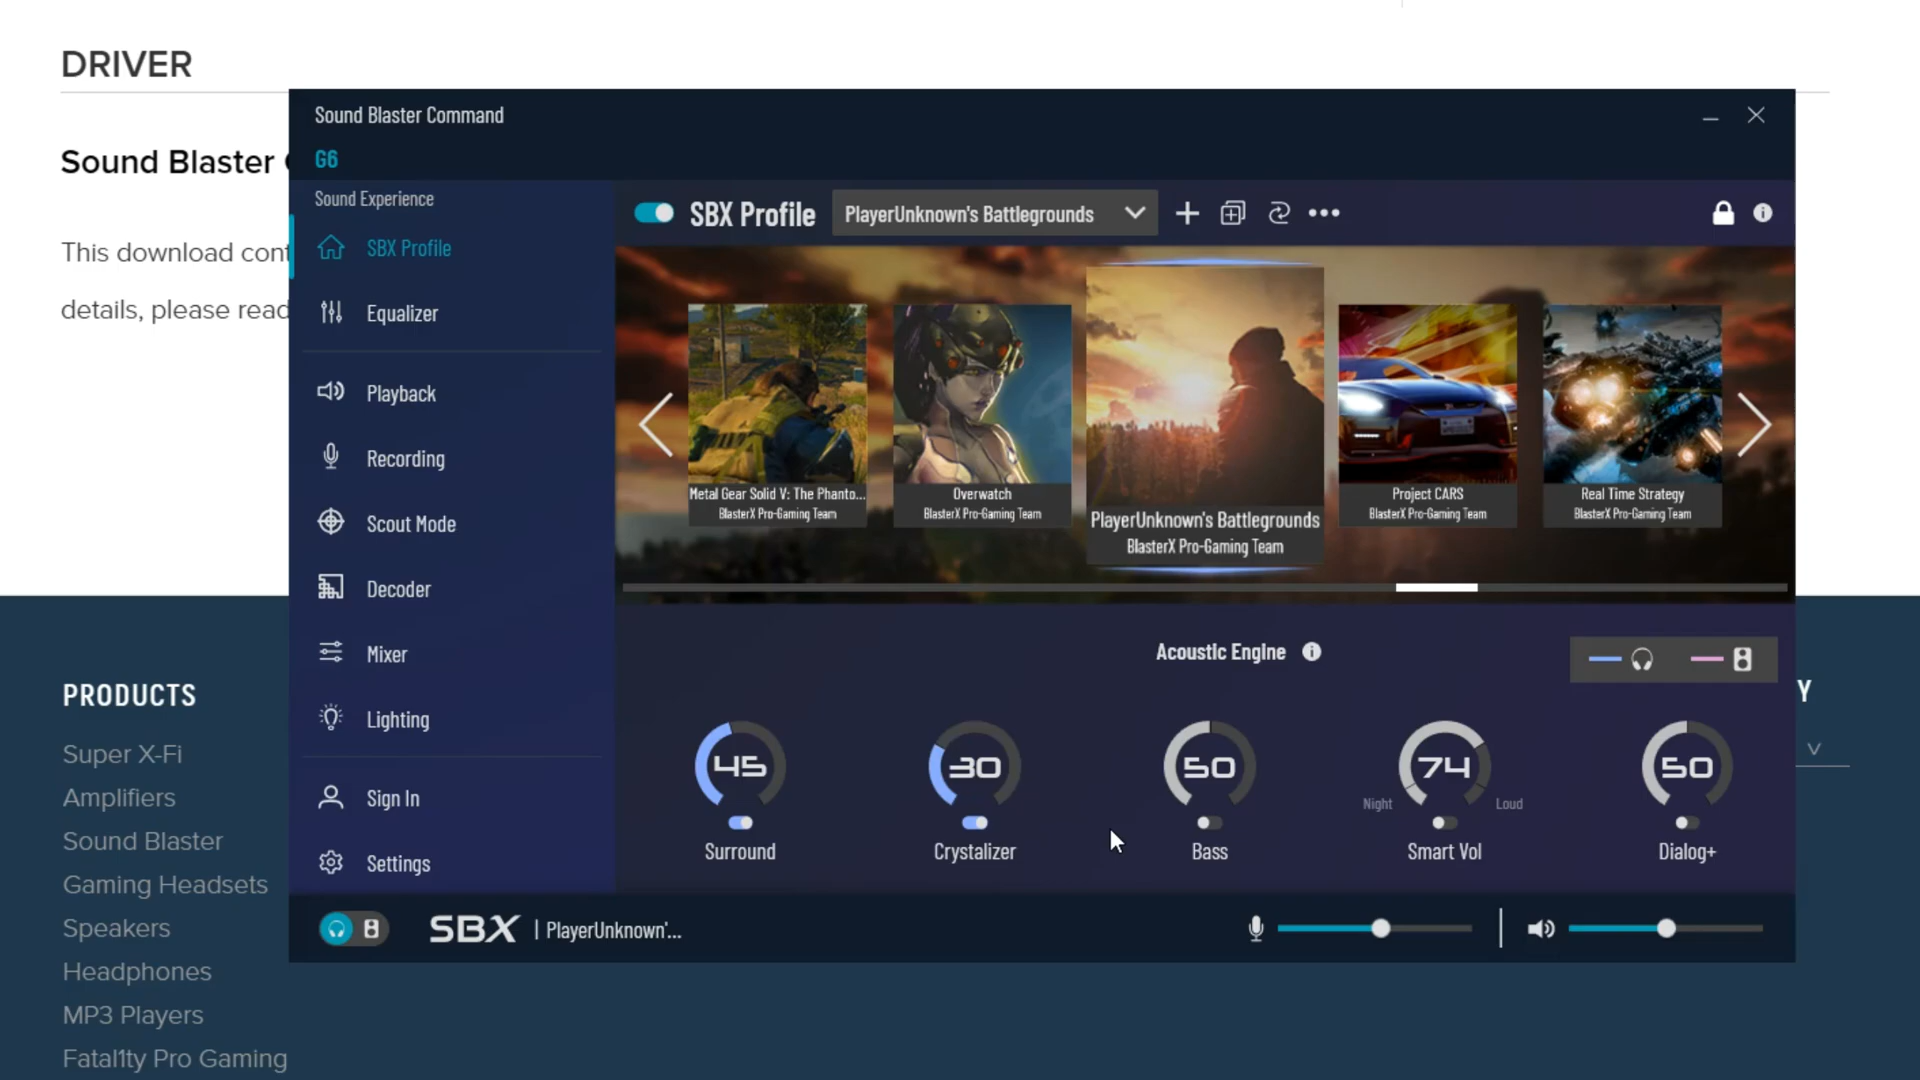 DRIVER
Sound Blaster
This download cont
details, please read
Sound Blaster Command
G6
Sound Experience
SBX Profile
Equalizer
Playback
Recording
Scout Mode
Decoder
Mixer
Lighting
Sign In
Settings
SBX Profile
PlayerUnknown's Battlegrounds
Metal Gear Solid V: The Phanto...
BlasterX Pro-Gaming Team
Overwatch
BlasterX Pro-Gaming Team
PlayerUnknown's Battlegrounds
BlasterX Pro-Gaming Team
Project CARS
BlasterX Pro-Gaming Team
Real Time Strategy
BlasterX Pro-Gaming Team
Acoustic Engine
45
Surround
30
Crystalizer
50
Bass
74
Night
Loud
Smart Vol
50
Dialog+
SBX | PlayerUnknown'...
PRODUCTS
Super X-Fi
Amplifiers
Sound Blaster
Gaming Headsets
Speakers
Headphones
MP3 Players
Fatal1ty Pro Gaming
Y